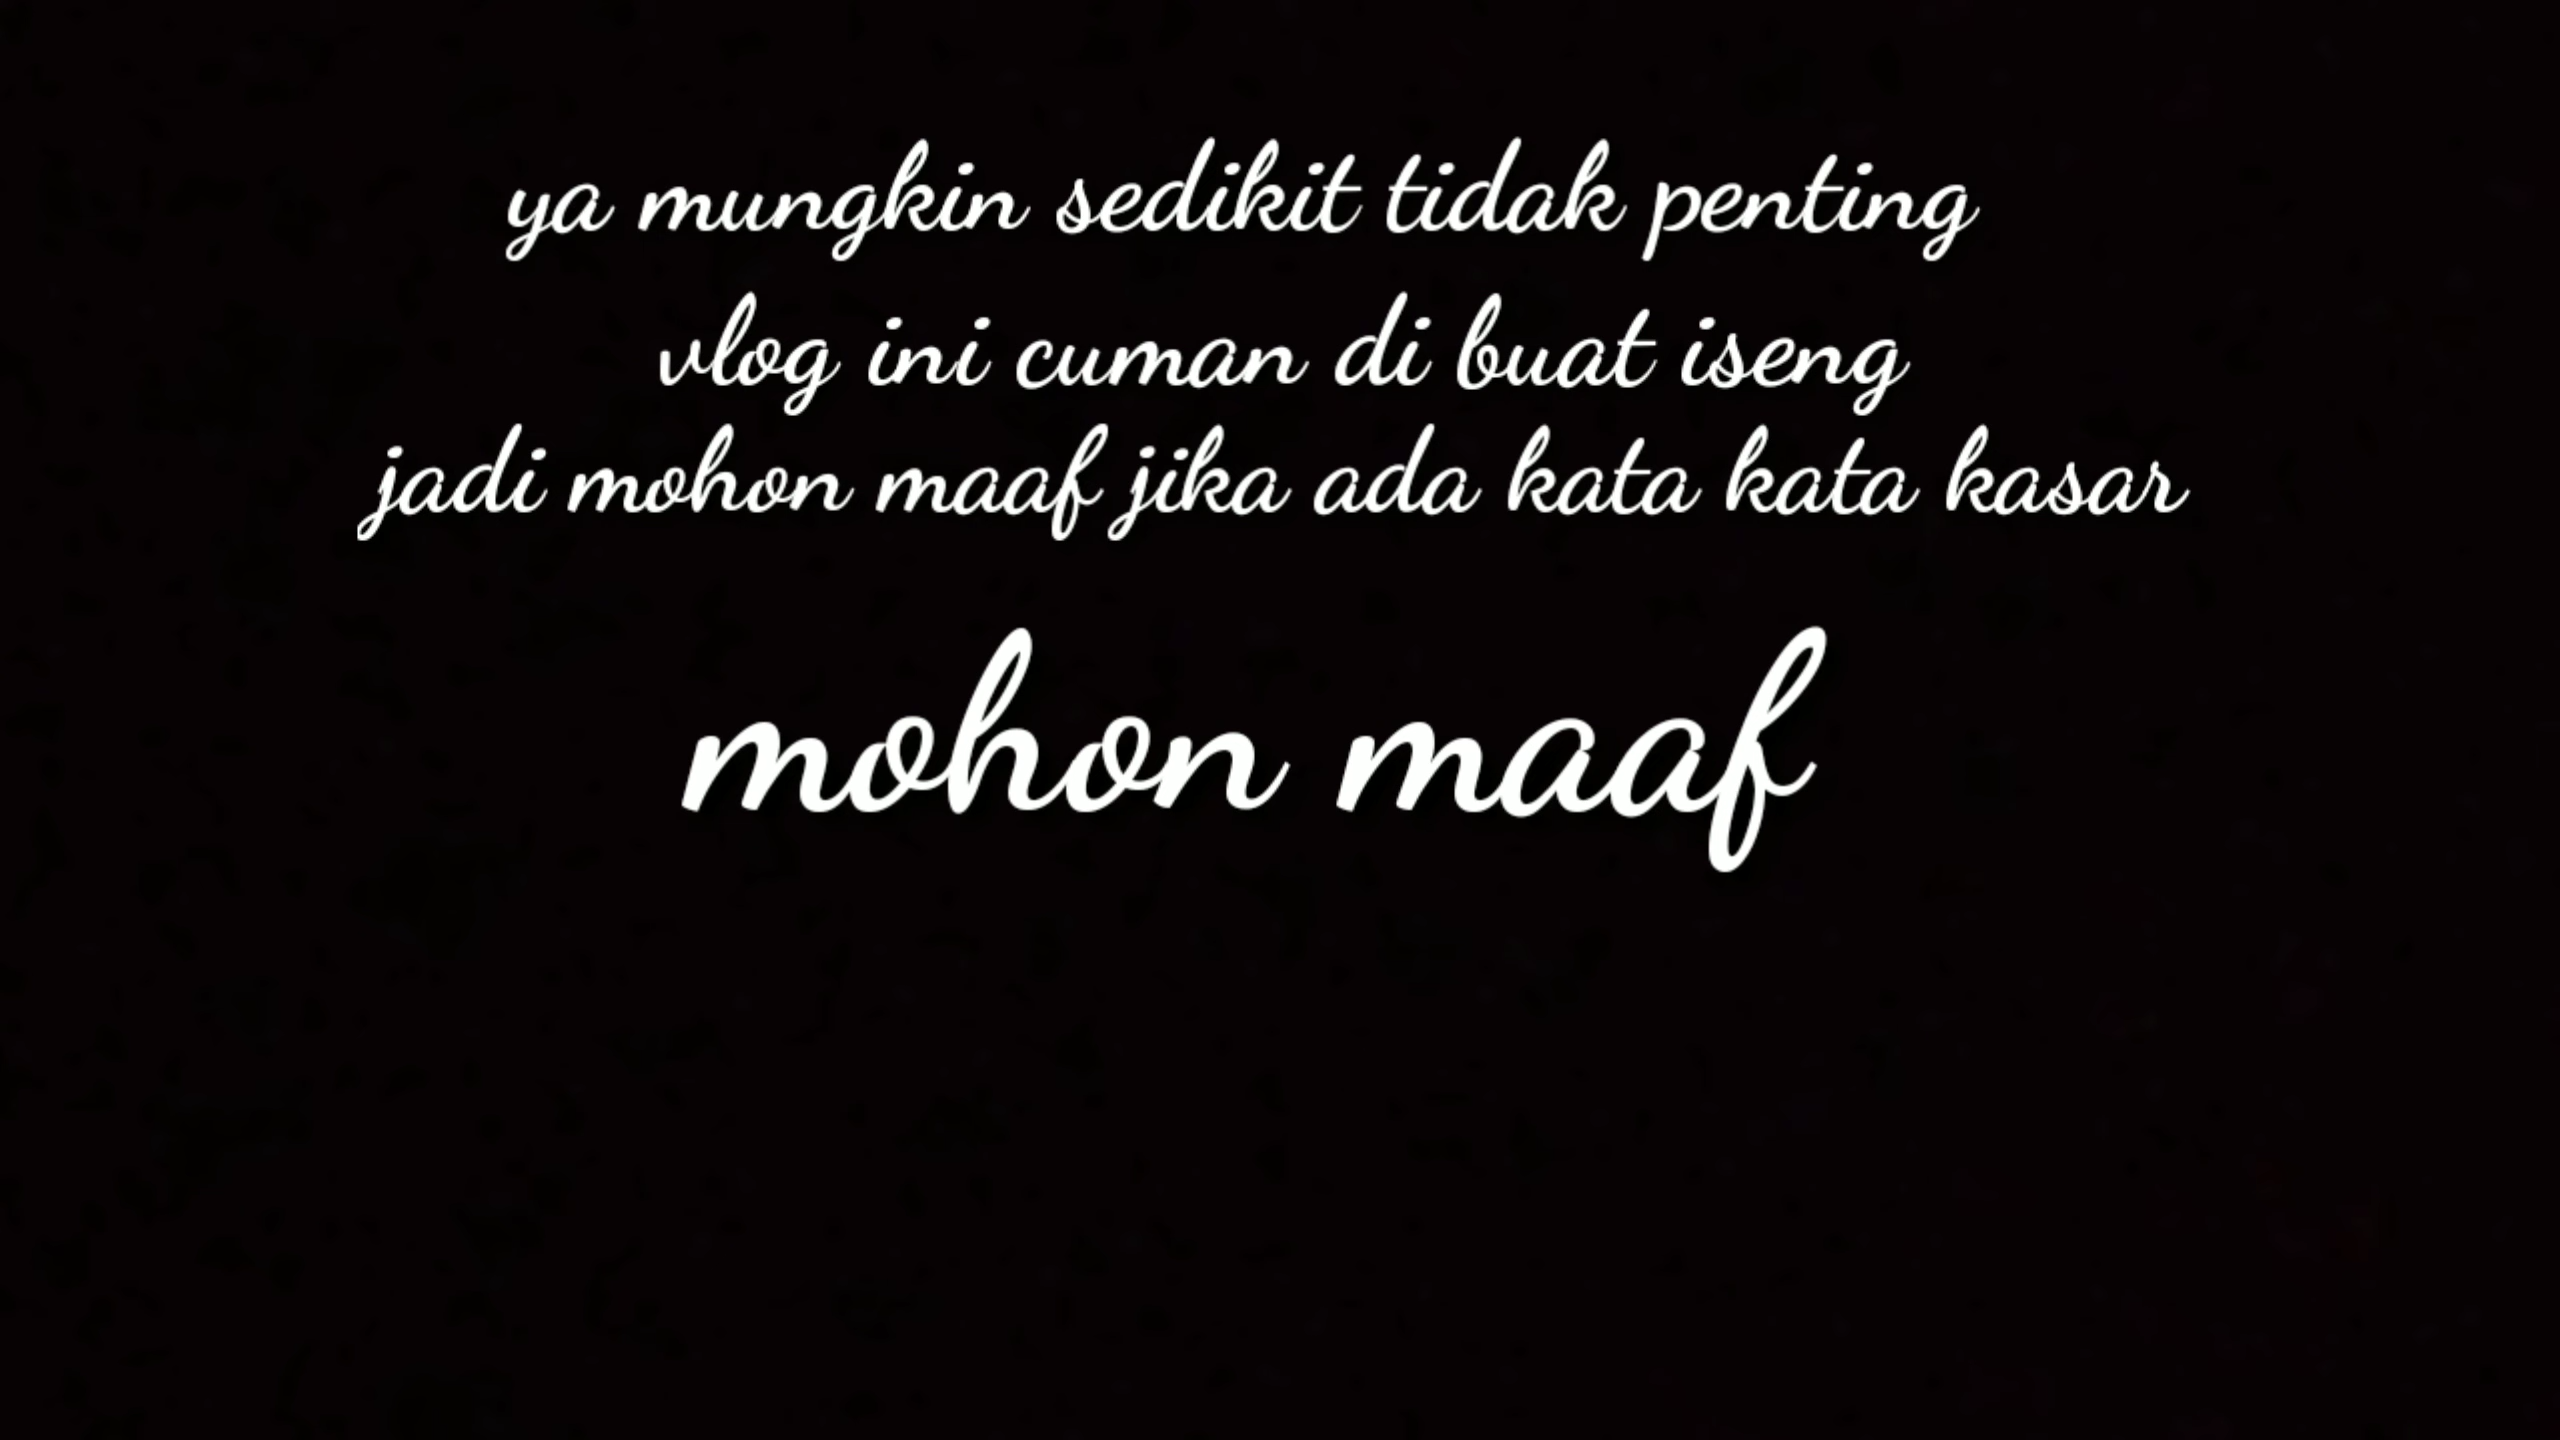 ya mungkin sedikit tidak penting
vlog ini cuman di buat iseng
jadi mohon maaf jika ada kata kata kasar
mohon maaf